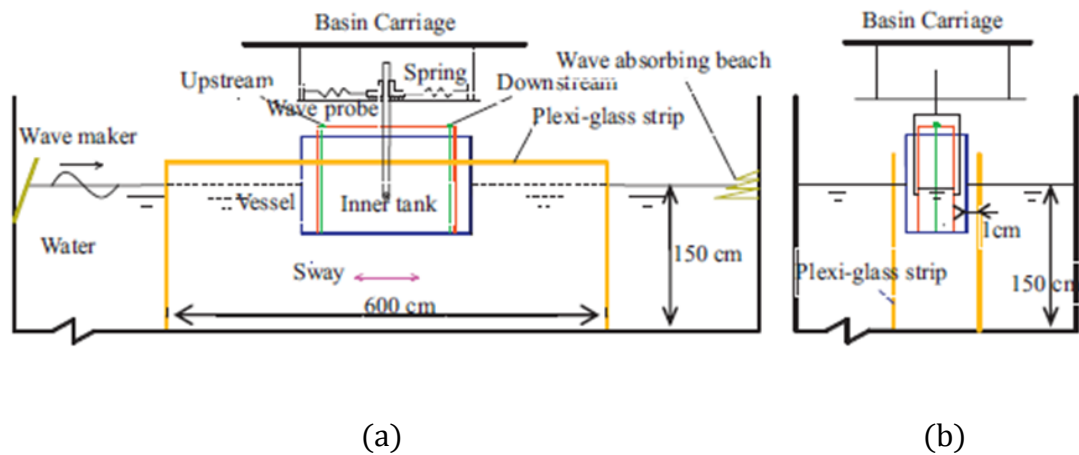 Basin Carriage
Upstream
Spring
Downstream
Wave absorbing beach
Wave probe
Plexi-glass strip
Wave maker
Vessel
Inner tank
Water
150 cm
Sway
600 cm
(a)
Basin Carriage
1cm
Plexi-glass strip
150 cm
(b)